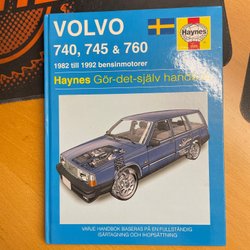 VOLVO
740, 745 & 760
1982 till 1992 bensinmotorer
Haynes
Haynes Gör-det-själv handbok
VARJE HANDBOK BASERAS PÅ EN FULLSTÄNDIG
ISÄRTAGNING OCH IHOPSÄTTNING